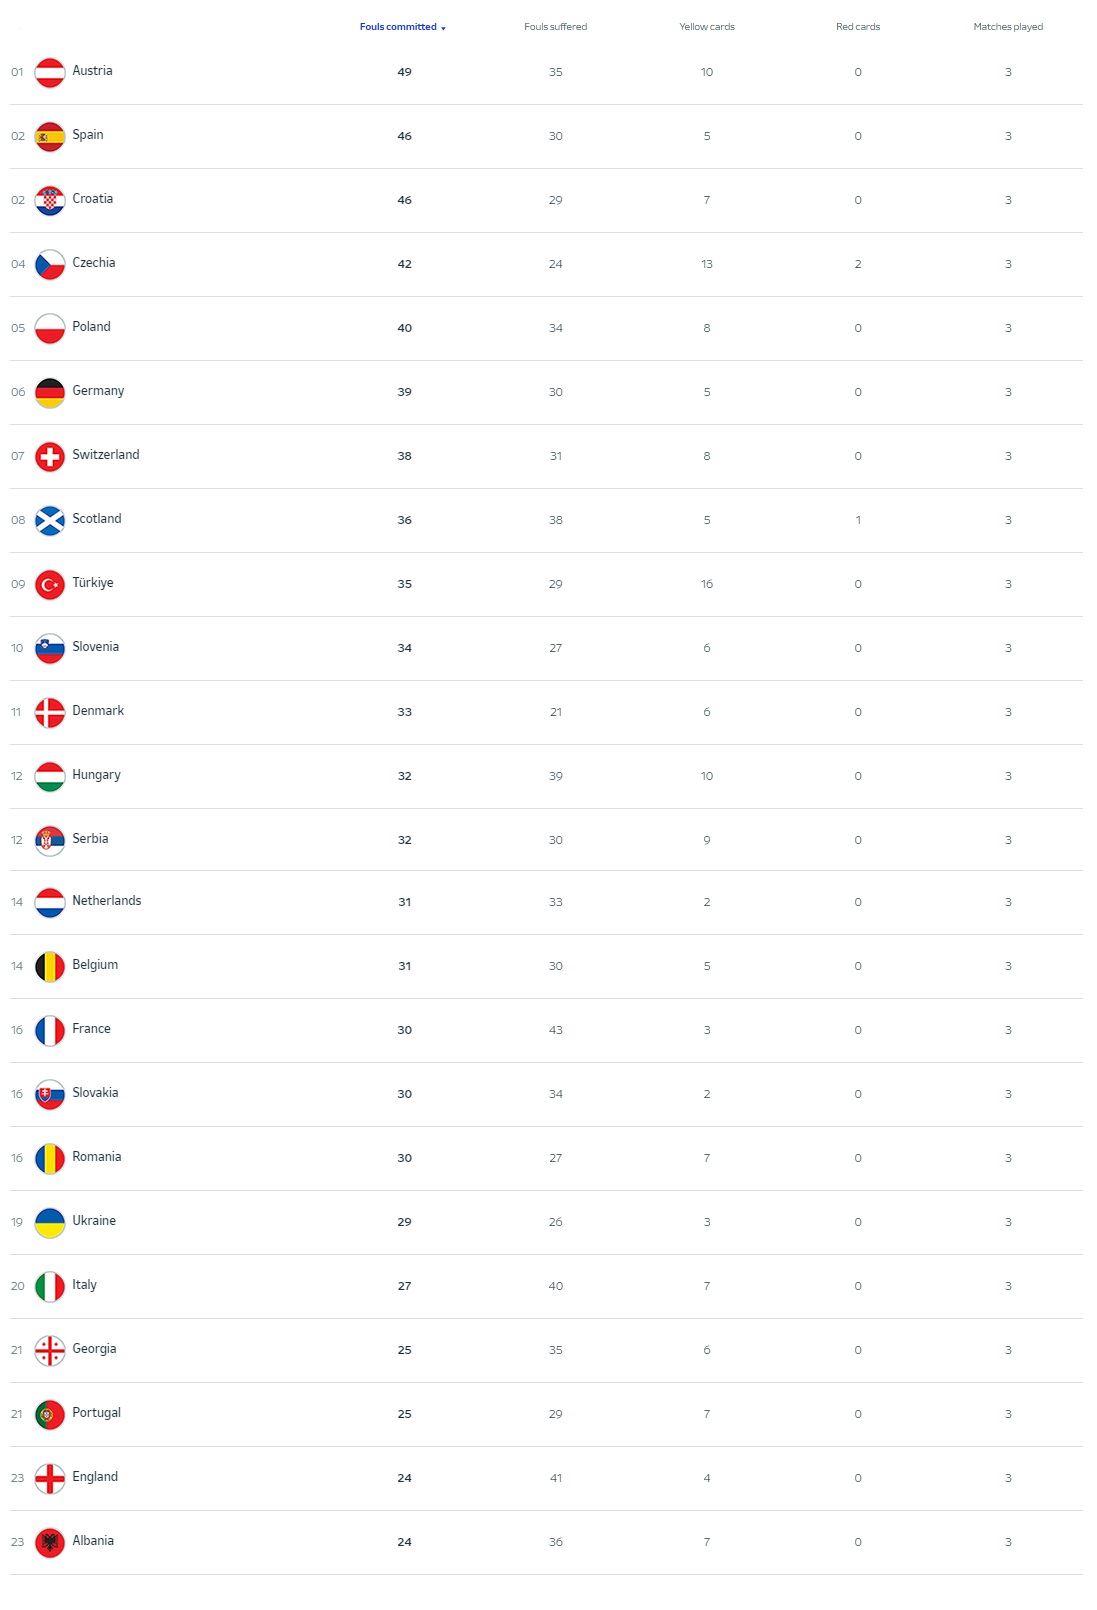 Fouls committed Fouls suffered Yellow cards Red cards Matches played
01 Austria 49 35 10 0 3
02 Spain 46 30 5 0 3
02 Croatia 46 29 7 0 3
04 Czechia 42 24 13 2 3
05 Poland 40 34 8 0 3
06 Germany 39 30 5 0 3
07 Switzerland 38 31 8 0 3
08 Scotland 36 38 5 1 3
09 Türkiye 35 29 16 0 3
10 Slovenia 34 27 6 0 3
11 Denmark 33 21 6 0 3
12 Hungary 32 39 10 0 3
12 Serbia 32 30 9 0 3
14 Netherlands 31 33 2 0 3
14 Belgium 31 30 5 0 3
16 France 30 43 3 0 3
16 Slovakia 30 34 2 0 3
16 Romania 30 27 7 0 3
19 Ukraine 29 26 3 0 3
20 Italy 27 40 7 0 3
21 Georgia 25 35 6 0 3
21 Portugal 25 29 7 0 3
23 England 24 41 4 0 3
23 Albania 24 36 7 0 3